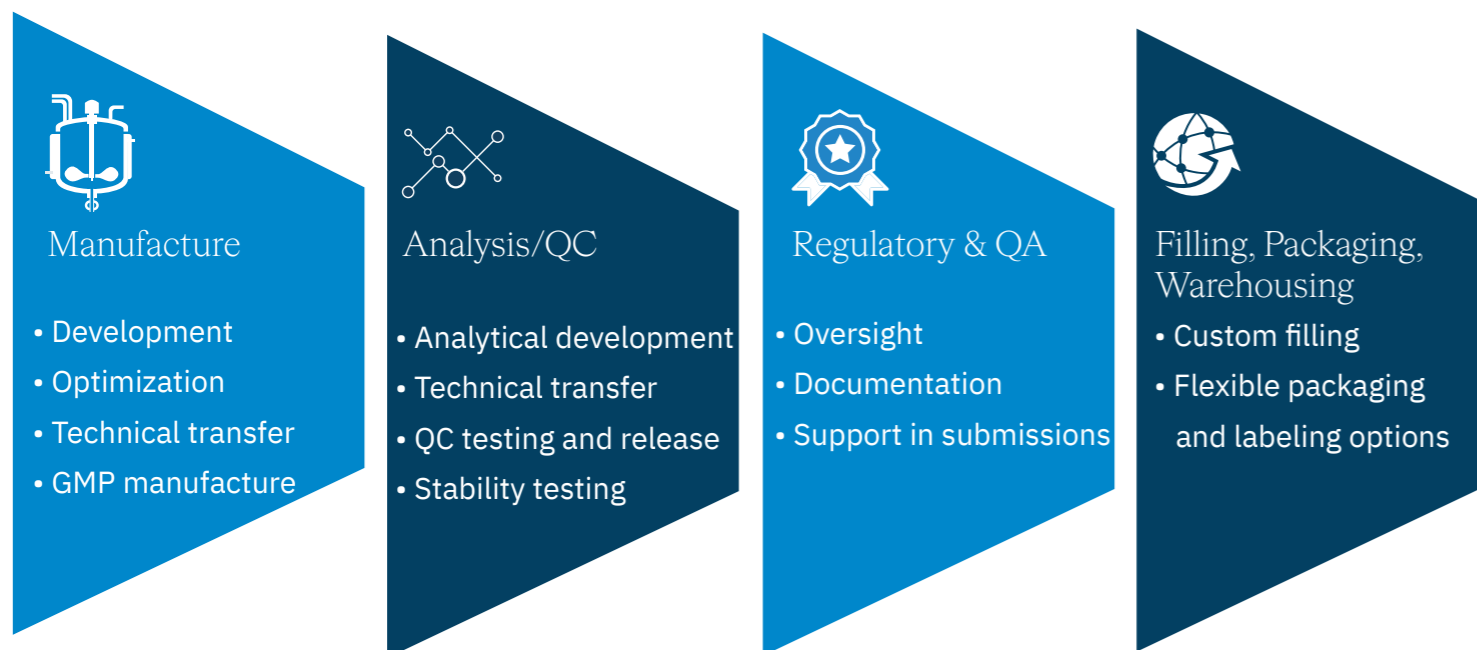 Manufacture
• Development
• Optimization
• Technical transfer
• GMP manufacture
Analysis/QC
• Analytical development
• Technical transfer
• QC testing and release
• Stability testing
Regulatory & QA
• Oversight
• Documentation
• Support in submissions
Filling, Packaging,
Warehousing
• Custom filling
• Flexible packaging
and labeling options